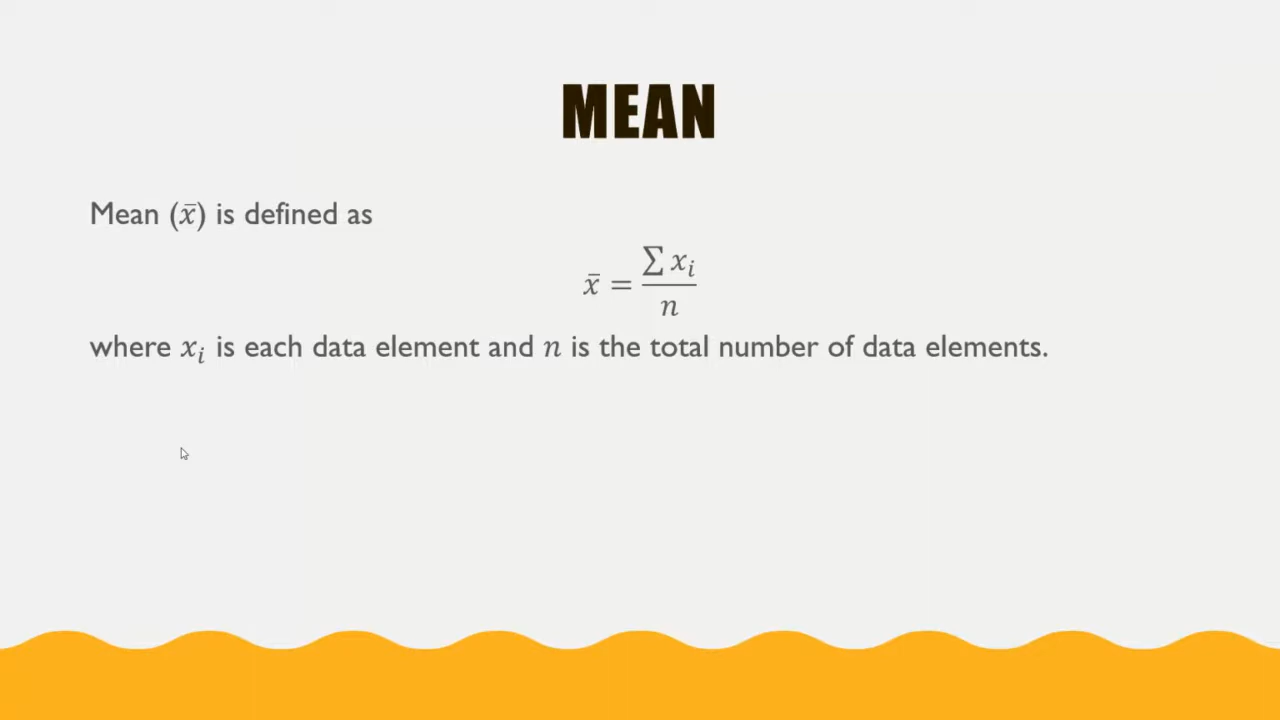 MEAN
Mean (x̄) is defined as
x̄ = ∑ xᵢ / n
where xᵢ is each data element and n is the total number of data elements.